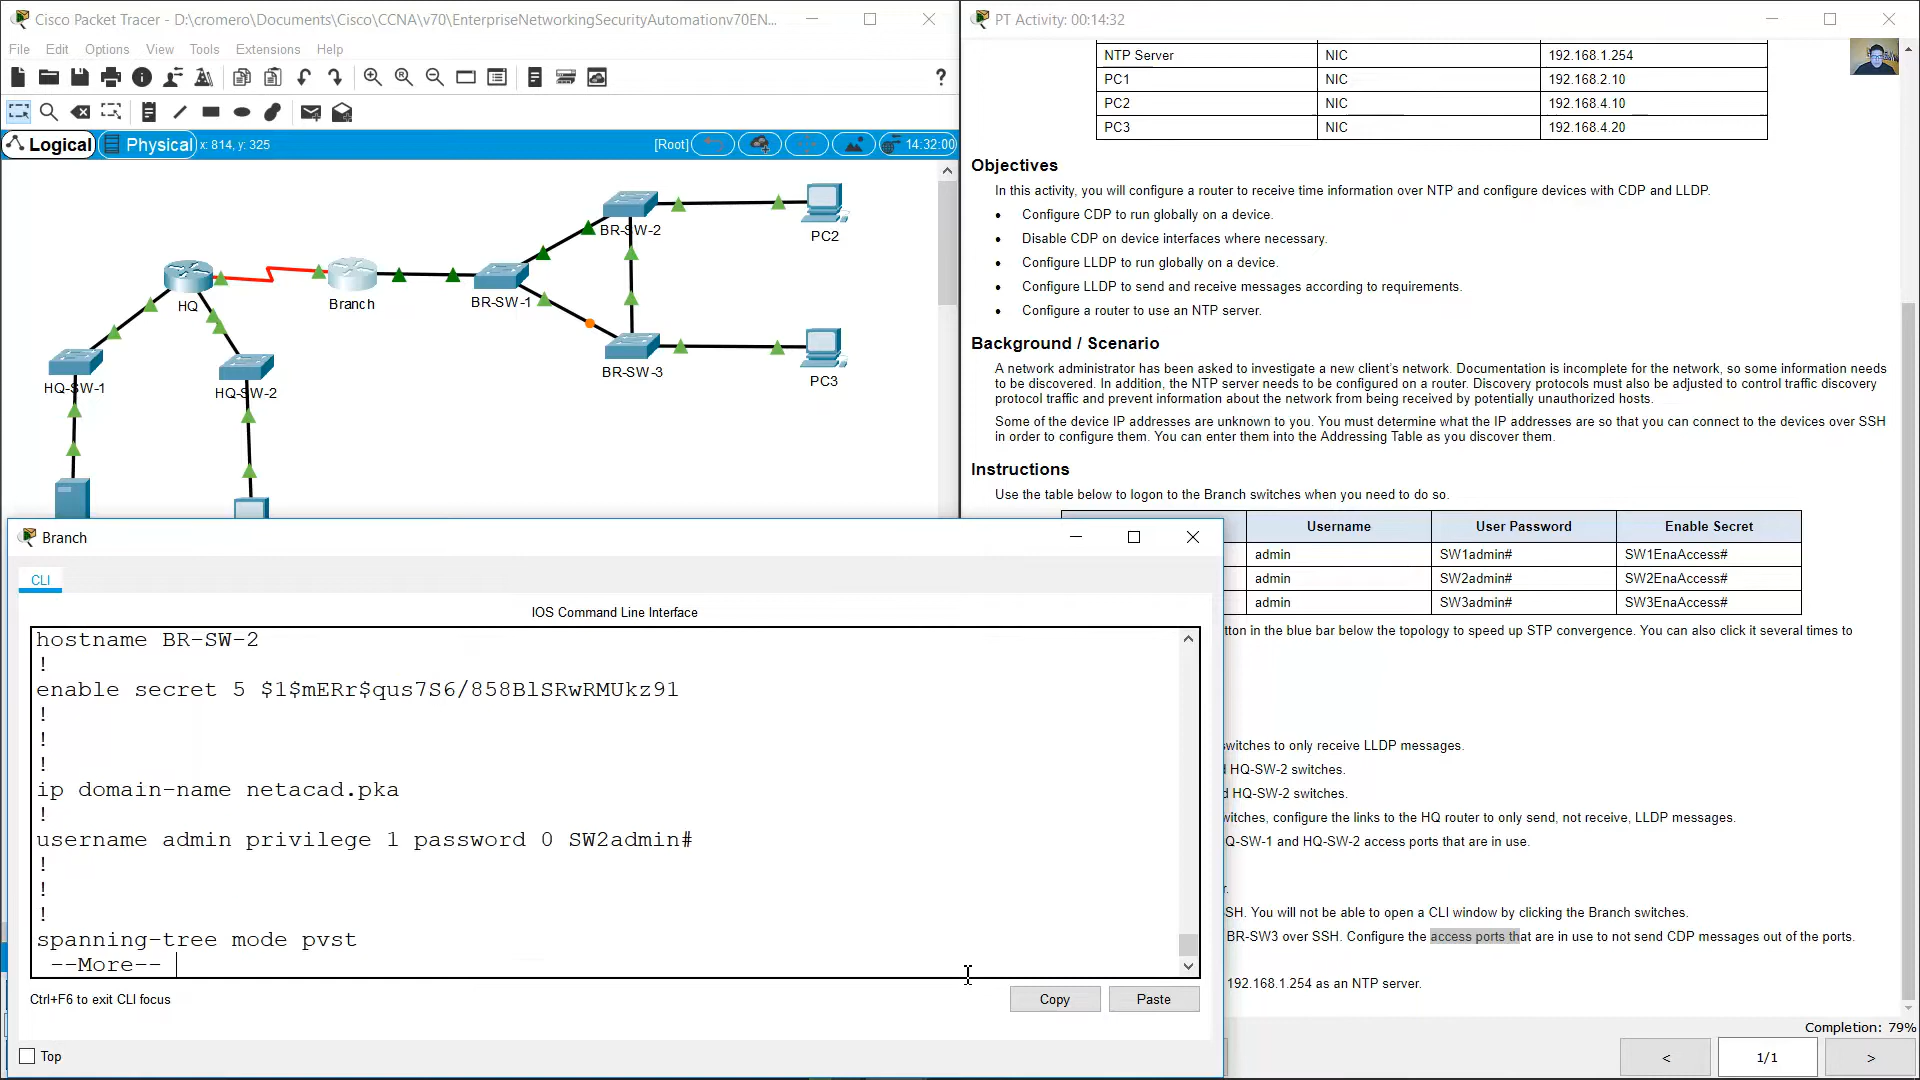 Cisco Packet Tracer - D:\cromero\Documents\Cisco\CCNA\v70\EnterpriseNetworkingSecurityAutomationv70EN...
File Edit Options View Tools Scripts Extensions Help
Logical
Physical
x: 814, y: 325
[Root]
14:32:00
BR-SW-2
PC2
HQ
Branch
BR-SW-1
BR-SW-3
PC3
HQ-SW-1
HQ-SW-2
Branch
CLI
IOS Command Line Interface
hostname BR-SW-2
!
enable secret 5 $1$mERr$qus7S6/858BlSRwRMUkz91
!
!
!
ip domain-name netacad.pka
!
username admin privilege 1 password 0 SW2admin#
!
!
!
spanning-tree mode pvst
--More--
Ctrl+F6 to exit CLI focus
Copy
Paste
Top
PT Activity: 00:14:32
NTP Server NIC 192.168.1.254
PC1 NIC 192.168.2.10
PC2 NIC 192.168.4.10
PC3 NIC 192.168.4.20
Objectives
In this activity, you will configure a router to receive time information over NTP and configure devices with CDP and LLDP.
• Configure CDP to run globally on a device.
• Disable CDP on device interfaces where necessary.
• Configure LLDP to run globally on a device.
• Configure LLDP to send and receive messages according to requirements.
• Configure a router to use an NTP server.
Background / Scenario
A network administrator has been asked to investigate a new client's network. Documentation is incomplete for the network, so some information needs
to be discovered. In addition, the NTP server needs to be configured on a router. Discovery protocols must also be adjusted to control traffic discovery
protocol traffic and prevent information about the network from being received by potentially unauthorized hosts.
Some of the device IP addresses are unknown to you. You must determine what the IP addresses are so that you can connect to the devices over SSH
in order to configure them. You can enter them into the Addressing Table as you discover them.
Instructions
Use the table below to logon to the Branch switches when you need to do so.
Username User Password Enable Secret
admin SW1admin# SW1EnaAccess#
admin SW2admin# SW2EnaAccess#
admin SW3admin# SW3EnaAccess#
tton in the blue bar below the topology to speed up STP convergence. You can also click it several times to
witches to only receive LLDP messages.
HQ-SW-2 switches.
HQ-SW-2 switches.
witches, configure the links to the HQ router to only send, not receive, LLDP messages.
Q-SW-1 and HQ-SW-2 access ports that are in use.
r.
SH. You will not be able to open a CLI window by clicking the Branch switches.
BR-SW3 over SSH. Configure the access ports that are in use to not send CDP messages out of the ports.
192.168.1.254 as an NTP server.
Completion: 79%
<
1/1
>